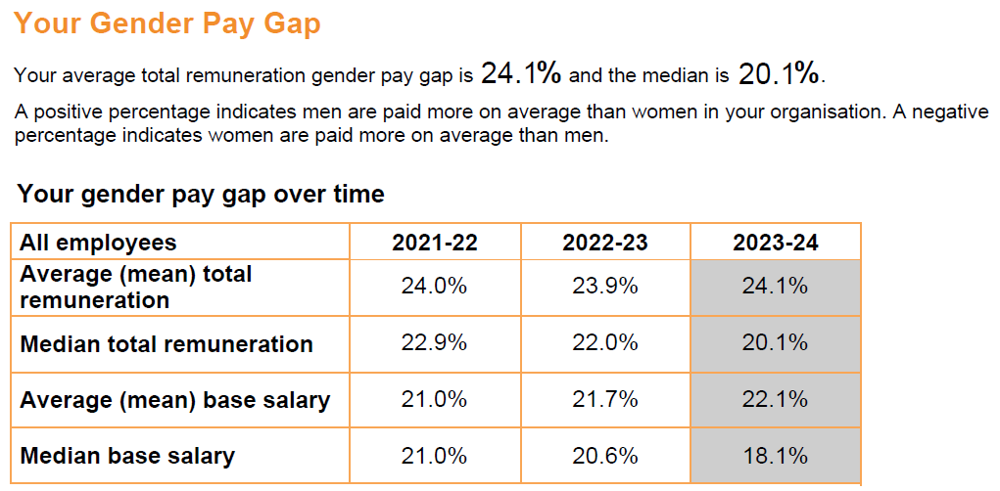 Your Gender Pay Gap
Your average total remuneration gender pay gap is 24.1% and the median is 20.1%.
A positive percentage indicates men are paid more on average than women in your organisation. A negative
percentage indicates women are paid more on average than men.
Your gender pay gap over time
All employees 2021-22 2022-23 2023-24
Average (mean) total
remuneration 24.0% 23.9% 24.1%
Median total remuneration 22.9% 22.0% 20.1%
Average (mean) base salary 21.0% 21.7% 22.1%
Median base salary 21.0% 20.6% 18.1%